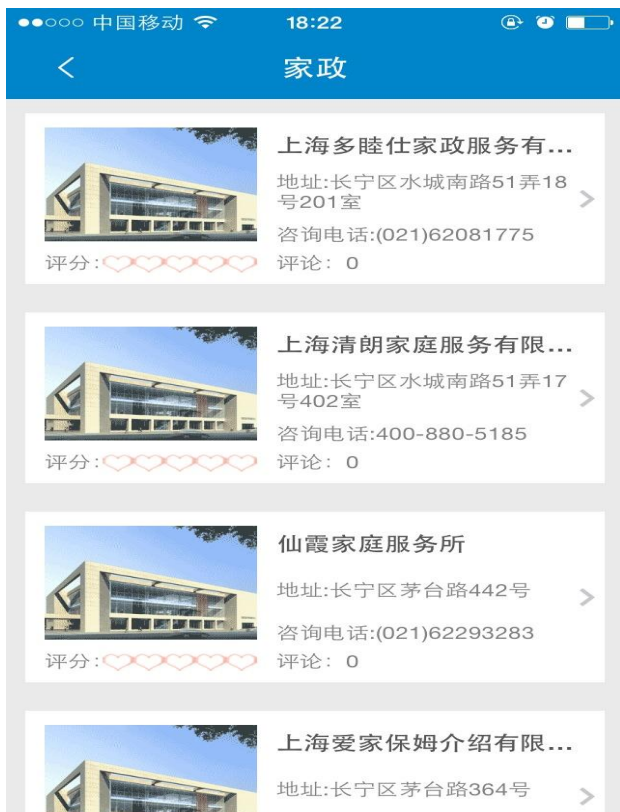 中国移动 18:22
家政
上海多睦仕家政服务有...
地址:长宁区水城南路51弄18
号201室
咨询电话:(021)62081775
评分: 评论: 0
上海清朗家庭服务有限...
地址:长宁区水城南路51弄17
号402室
咨询电话:400-880-5185
评分: 评论: 0
仙霞家庭服务所
地址:长宁区茅台路442号
咨询电话:(021)62293283
评分: 评论: 0
上海爱家保姆介绍有限...
地址:长宁区茅台路364号